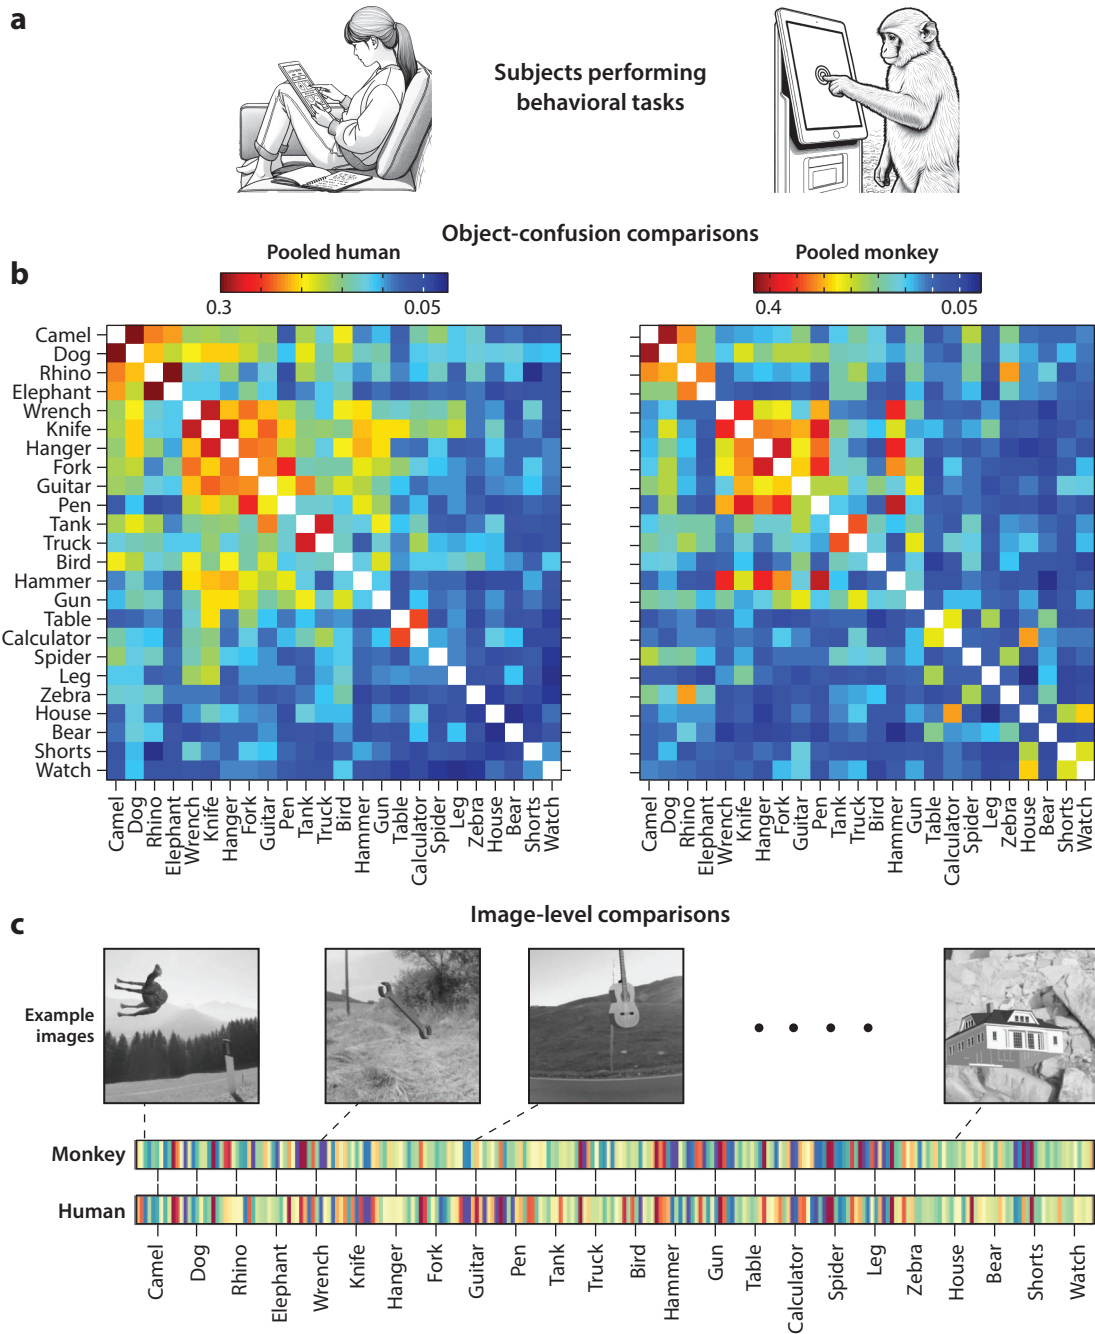 a
Subjects performing
behavioral tasks
Object-confusion comparisons
b
Pooled human
0.3
0.05
Pooled monkey
0.4
0.05
Camel
Dog
Rhino
Elephant
Wrench
Knife
Hanger
Fork
Guitar
Pen
Tank
Truck
Bird
Hammer
Gun
Table
Calculator
Spider
Leg
Zebra
House
Bear
Shorts
Watch
Camel
Dog
Rhino
Elephant
Wrench
Knife
Hanger
Fork
Guitar
Pen
Tank
Truck
Bird
Hammer
Gun
Table
Calculator
Spider
Leg
Zebra
House
Bear
Shorts
Watch
Camel
Dog
Rhino
Elephant
Wrench
Knife
Hanger
Fork
Guitar
Pen
Tank
Truck
Bird
Hammer
Gun
Table
Calculator
Spider
Leg
Zebra
House
Bear
Shorts
Watch
c
Image-level comparisons
Example
images
Monkey
Human
Camel
Dog
Rhino
Elephant
Wrench
Knife
Hanger
Fork
Guitar
Pen
Tank
Truck
Bird
Hammer
Gun
Table
Calculator
Spider
Leg
Zebra
House
Bear
Shorts
Watch